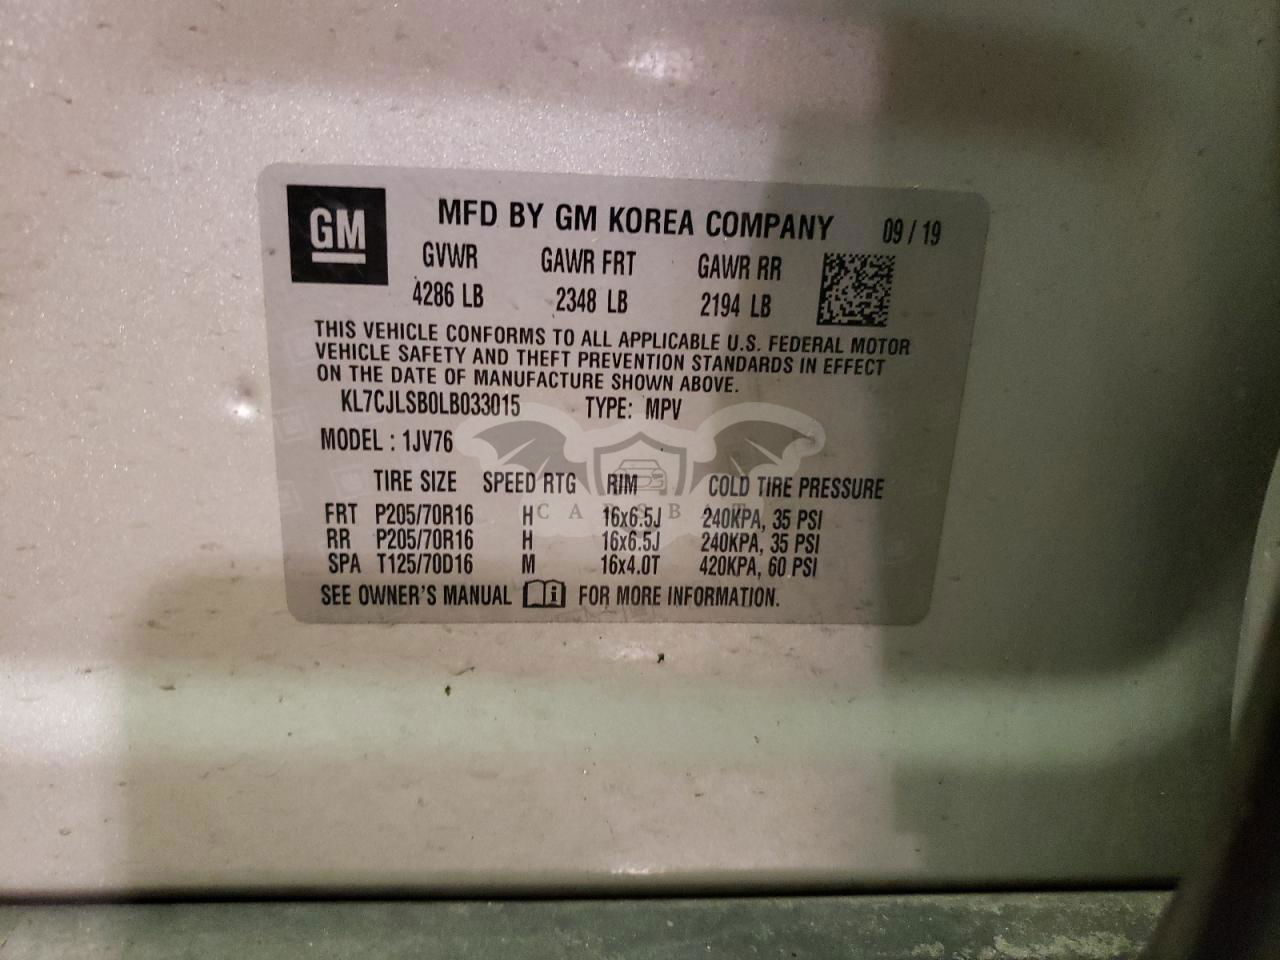 GM
MFD BY GM KOREA COMPANY 09 / 19
GVWR GAWR FRT GAWR RR
4286 LB 2348 LB 2194 LB
THIS VEHICLE CONFORMS TO ALL APPLICABLE U.S. FEDERAL MOTOR
VEHICLE SAFETY AND THEFT PREVENTION STANDARDS IN EFFECT
ON THE DATE OF MANUFACTURE SHOWN ABOVE.
KL7CJLSB0LB033015 TYPE: MPV
MODEL : 1JV76
TIRE SIZE SPEED RTG RIM COLD TIRE PRESSURE
FRT P205/70R16 H 16x6.5J 240KPA, 35 PSI
RR P205/70R16 H 16x6.5J 240KPA, 35 PSI
SPA T125/70D16 M 16x4.0T 420KPA, 60 PSI
SEE OWNER'S MANUAL i FOR MORE INFORMATION.
CARSBAT